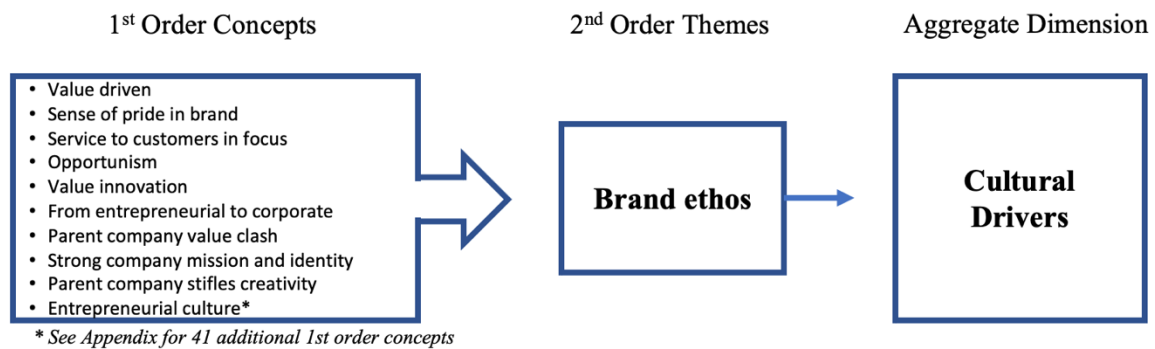 1st Order Concepts
2nd Order Themes
Aggregate Dimension
• Value driven
• Sense of pride in brand
• Service to customers in focus
• Opportunism
• Value innovation
• From entrepreneurial to corporate
• Parent company value clash
• Strong company mission and identity
• Parent company stifles creativity
• Entrepreneurial culture*
* See Appendix for 41 additional 1st order concepts
Brand ethos
Cultural
Drivers